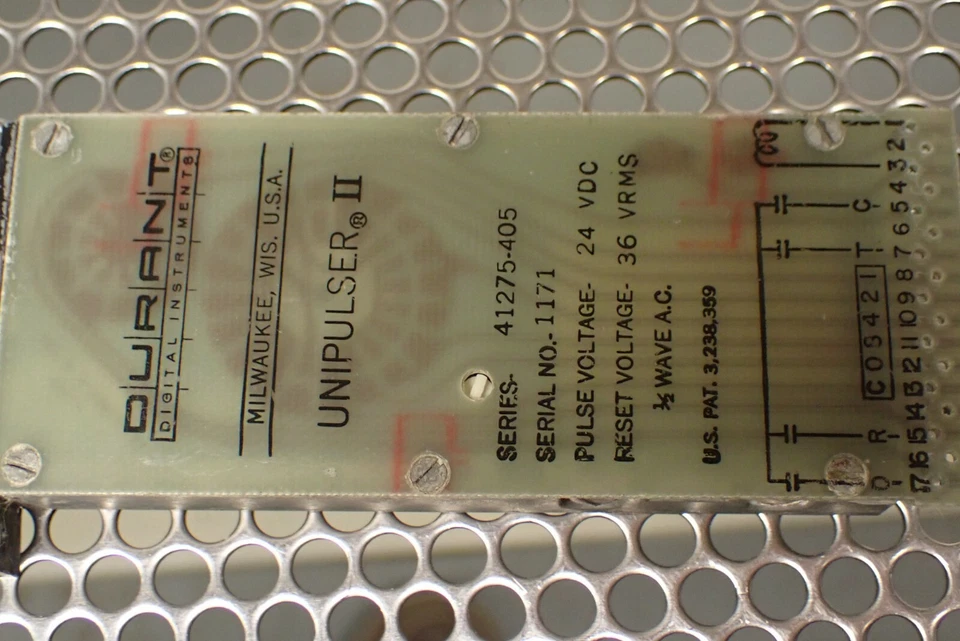 DURANT®
DIGITAL INSTRUMENTS
MILWAUKEE, WIS. U.S.A.
UNIPULSER® II
SERIES- 41275-405
SERIAL NO.- 1171
PULSE VOLTAGE- 24 VDC
RESET VOLTAGE- 36 VRMS
½ WAVE A.C.
U.S. PAT. 3,238,359
O R COS421 T C
17 16 15 14 13 12 11 10 9 8 7 6 5 4 3 2